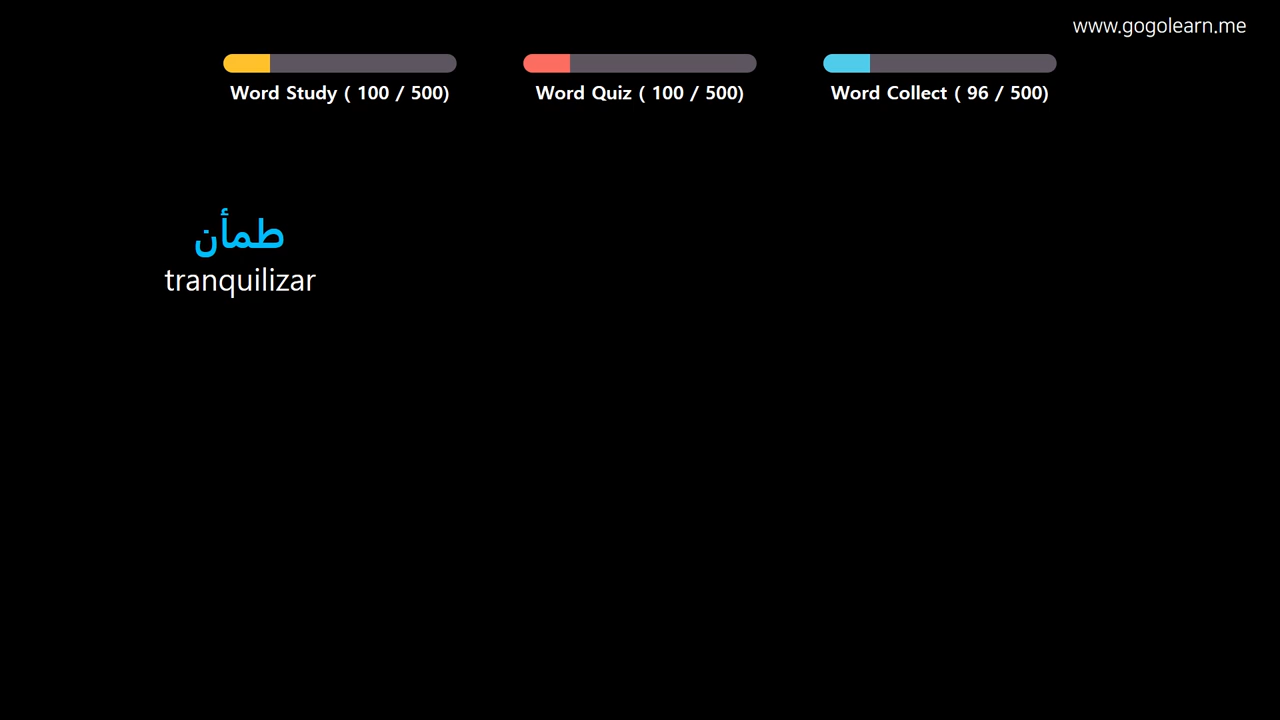 www.gogolearn.me
Word Study ( 100 / 500)
Word Quiz ( 100 / 500)
Word Collect ( 96 / 500)
طمأن
tranquilizar